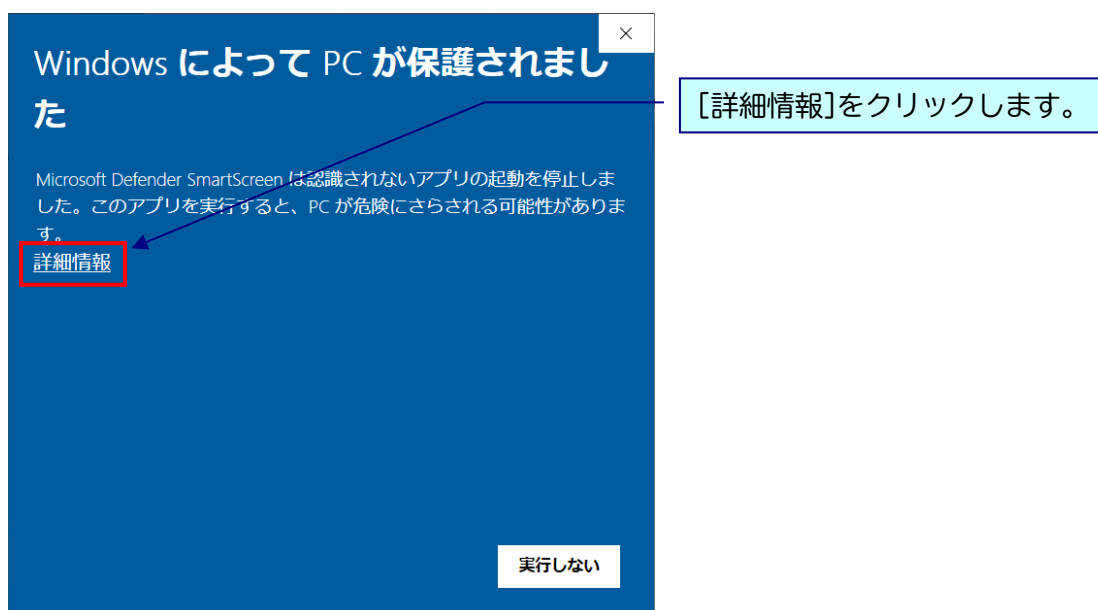 Windows によって PC が保護されまし
た
[詳細情報]をクリックします。
Microsoft Defender SmartScreen は認識されないアプリの起動を停止しま
した。このアプリを実行すると、PC が危険にさらされる可能性がありま
す。
詳細情報
実行しない